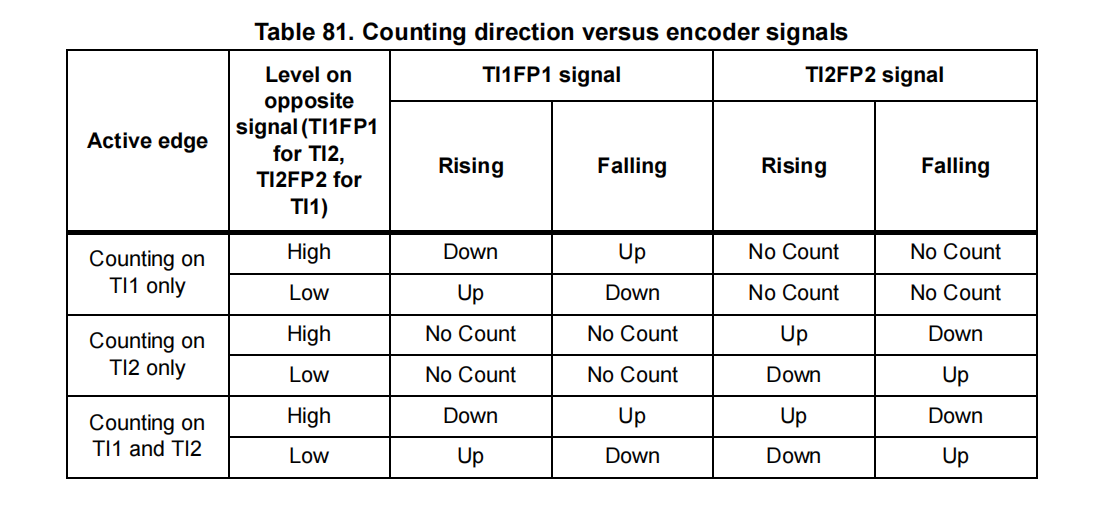 Table 81. Counting direction versus encoder signals
Active edge
Level on
opposite
signal (TI1FP1
for TI2,
TI2FP2 for
TI1)
TI1FP1 signal
TI2FP2 signal
Rising
Falling
Rising
Falling
Counting on
TI1 only
High
Down
Up
No Count
No Count
Low
Up
Down
No Count
No Count
Counting on
TI2 only
High
No Count
No Count
Up
Down
Low
No Count
No Count
Down
Up
Counting on
TI1 and TI2
High
Down
Up
Up
Down
Low
Up
Down
Down
Up